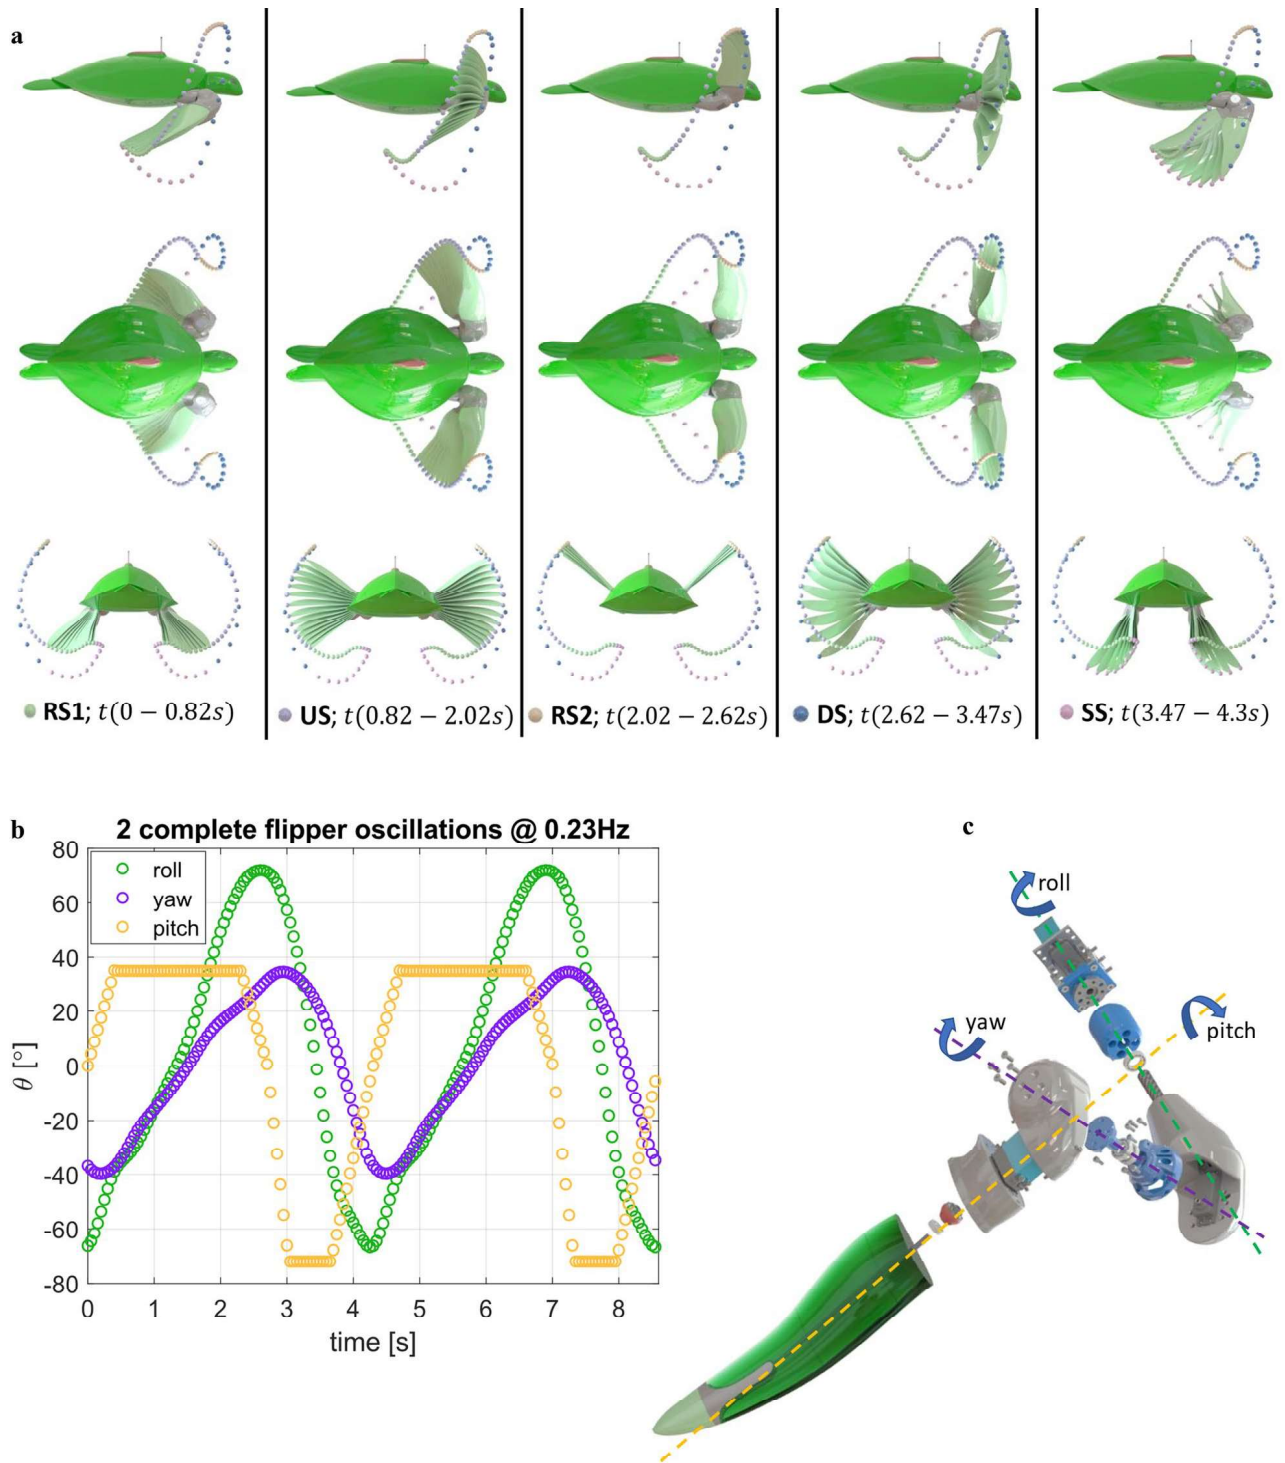 a
RS1; t(0 − 0.82s)
US; t(0.82 − 2.02s)
RS2; t(2.02 − 2.62s)
DS; t(2.62 − 3.47s)
SS; t(3.47 − 4.3s)
b
2 complete flipper oscillations @ 0.23Hz
80
60
40
20
0
-20
-40
-60
-80
θ [°]
roll
yaw
pitch
0 1 2 3 4 5 6 7 8
time [s]
c
roll
yaw
pitch